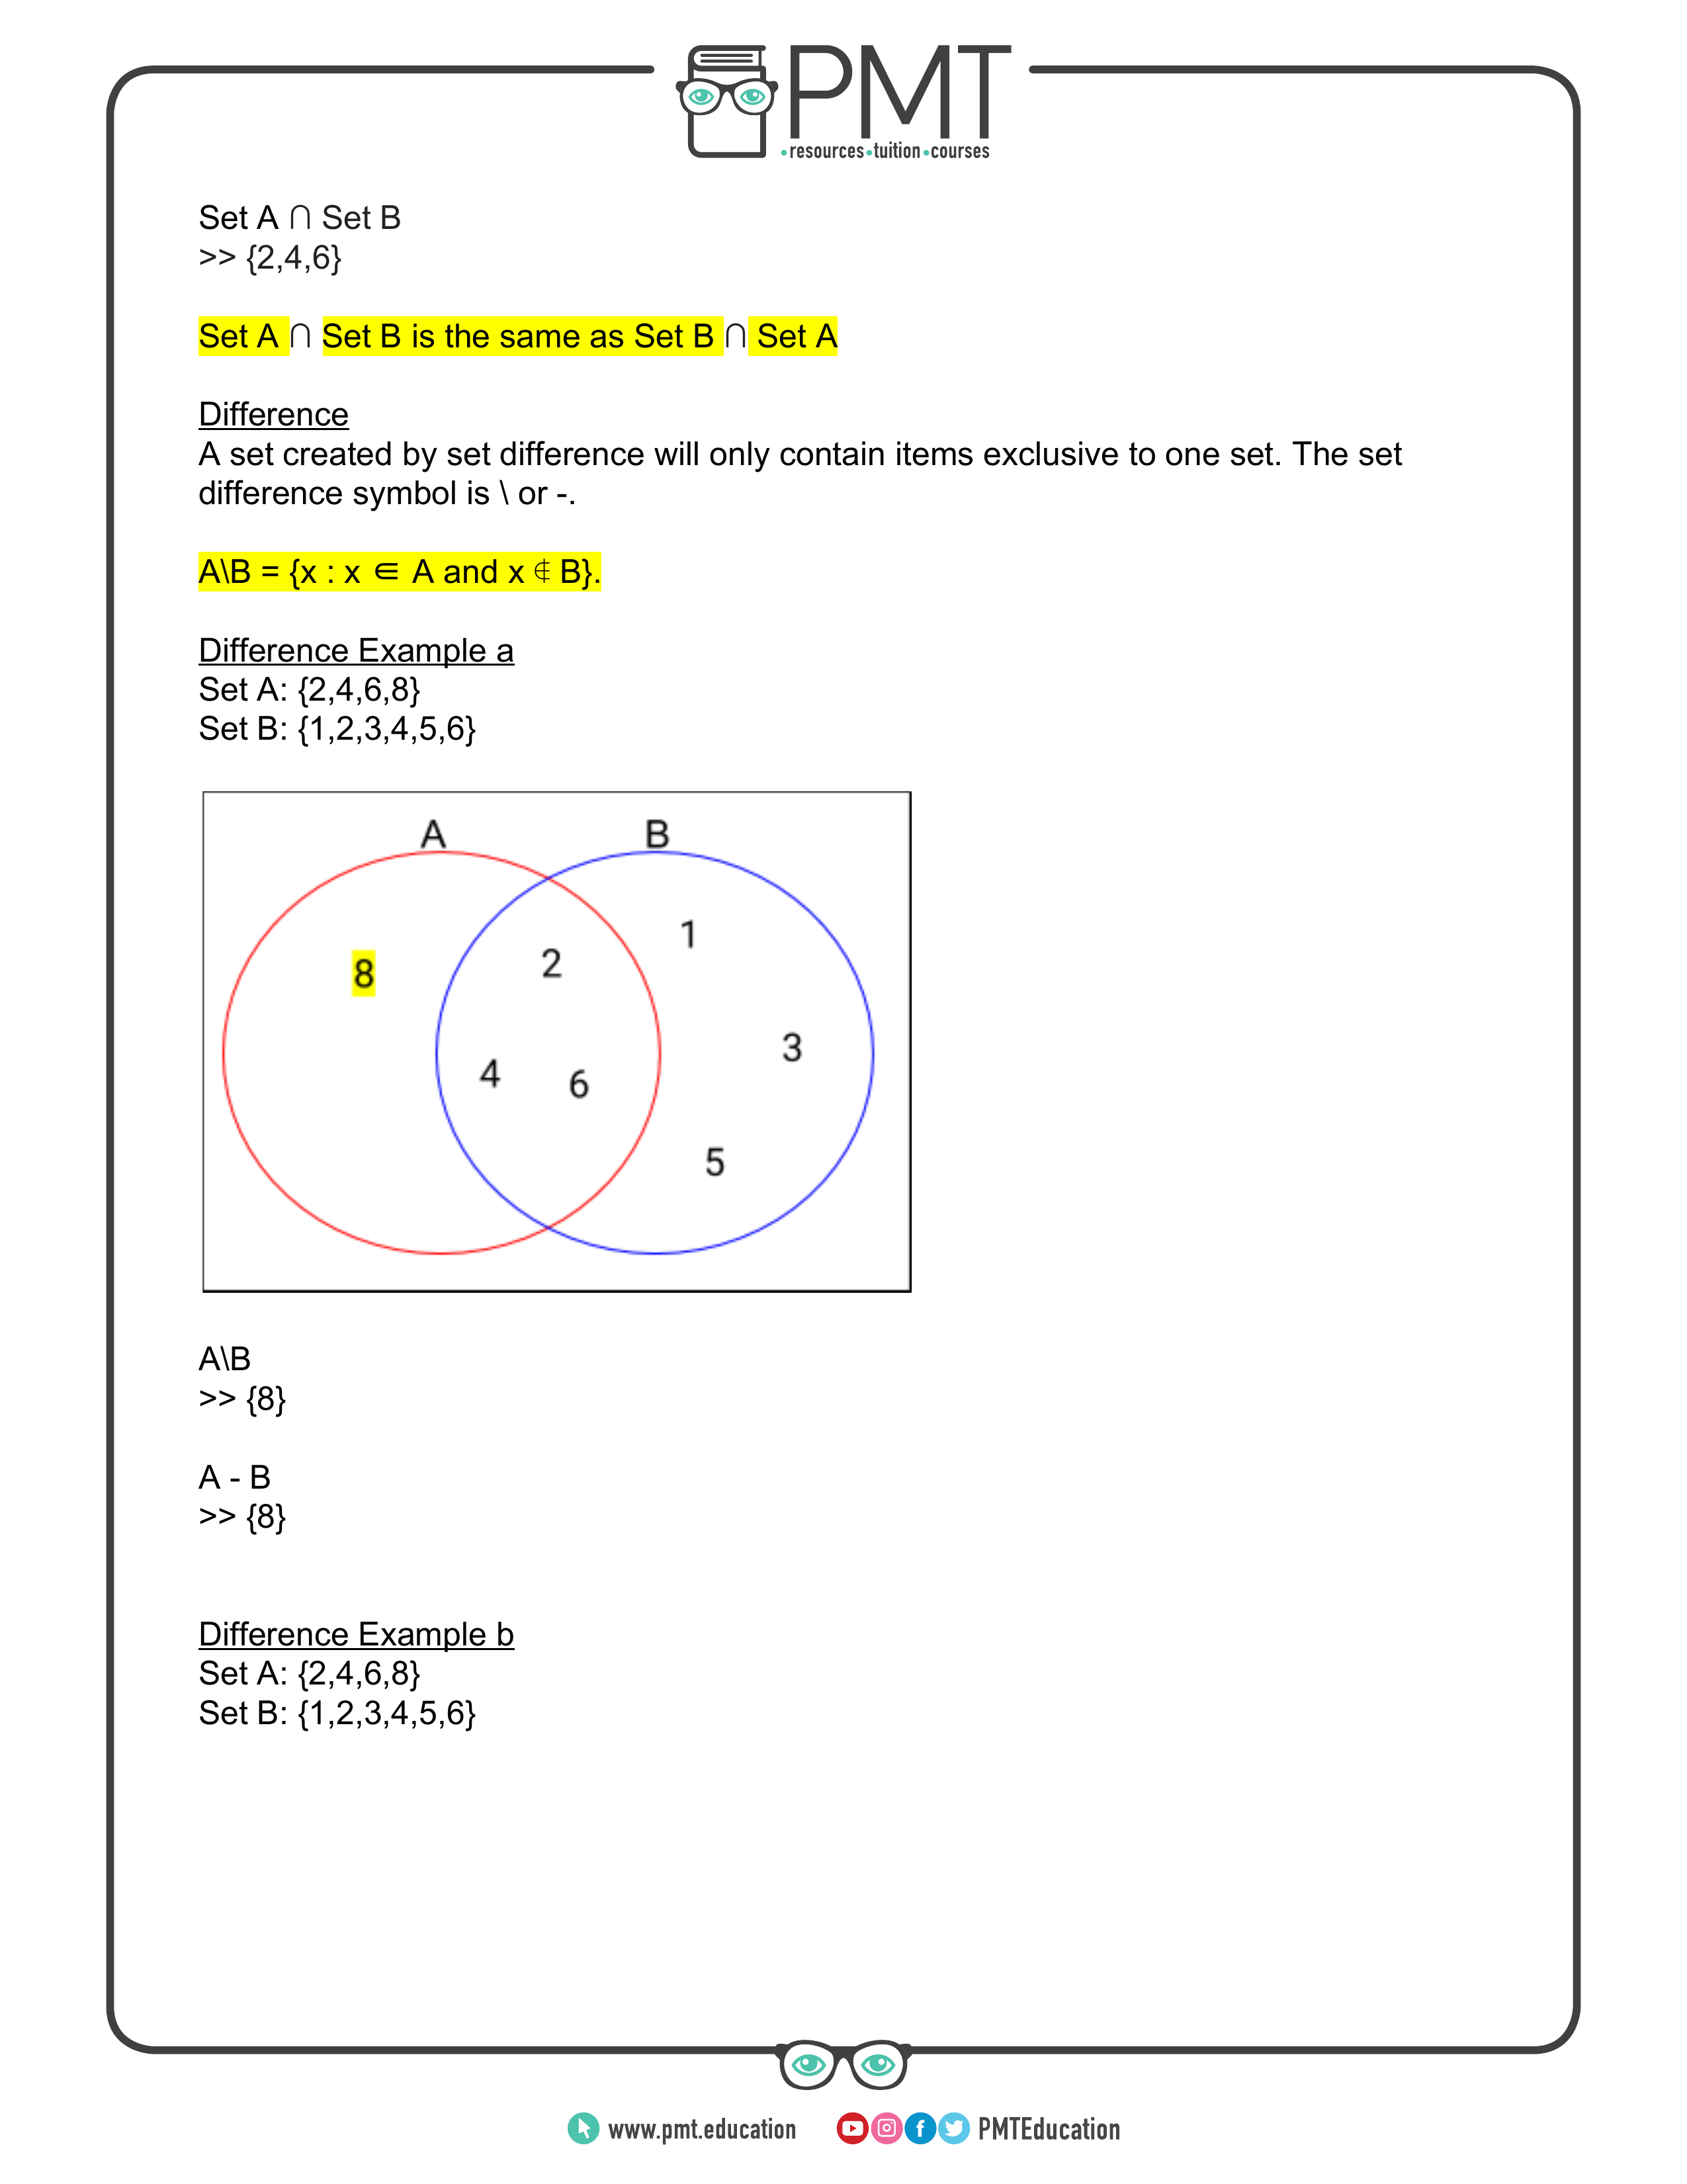 PMT
•resources•tuition•courses
Set A ∩ Set B
>> {2,4,6}
Set A ∩ Set B is the same as Set B ∩ Set A
Difference
A set created by set difference will only contain items exclusive to one set. The set
difference symbol is \ or -.
A\B = {x : x ∈ A and x ∉ B}.
Difference Example a
Set A: {2,4,6,8}
Set B: {1,2,3,4,5,6}
A B
1
2
8
3
4
6
5
A\B
>> {8}
A - B
>> {8}
Difference Example b
Set A: {2,4,6,8}
Set B: {1,2,3,4,5,6}
www.pmt.education PMTEducation